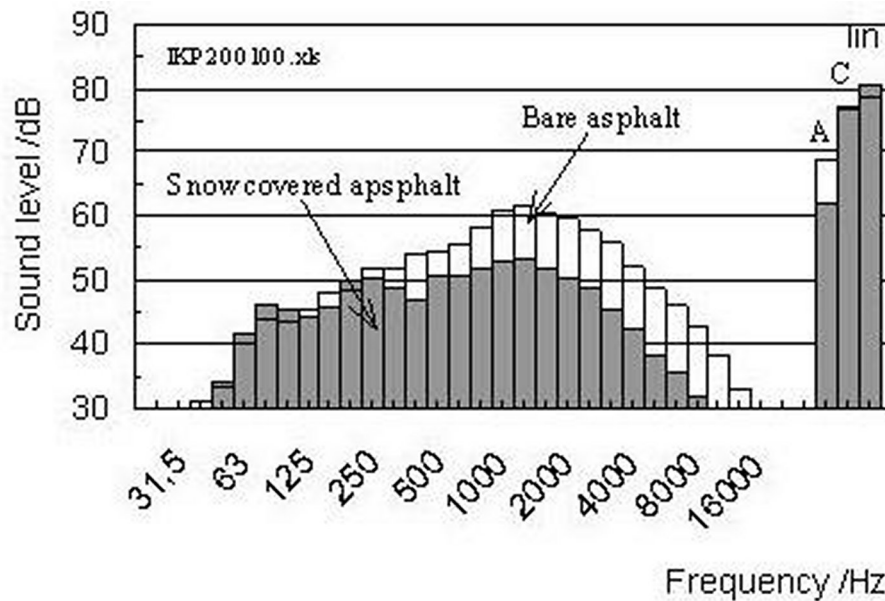 90
80
70
60
50
40
30
Sound level /dB
IKP200100.xls
Bare asphalt
Snowcovered apsphalt
A
C
lin
31,5
63
125
250
500
1000
2000
4000
8000
16000
Frequency /Hz